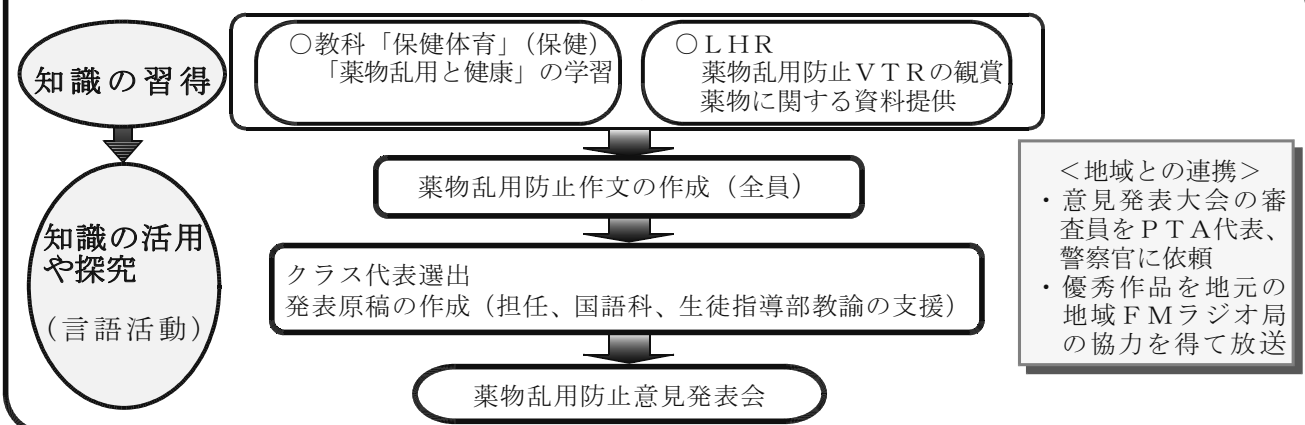 知識の習得
○教科「保健体育」(保健)
「薬物乱用と健康」の学習
○LHR
薬物乱用防止VTRの観賞
薬物に関する資料提供
薬物乱用防止作文の作成(全員)
知識の活用
や探究
(言語活動)
クラス代表選出
発表原稿の作成(担任、国語科、生徒指導部教諭の支援)
薬物乱用防止意見発表会
<地域との連携>
・意見発表大会の審
査員をPTA代表、
警察官に依頼
・優秀作品を地元の
地域FMラジオ局
の協力を得て放送